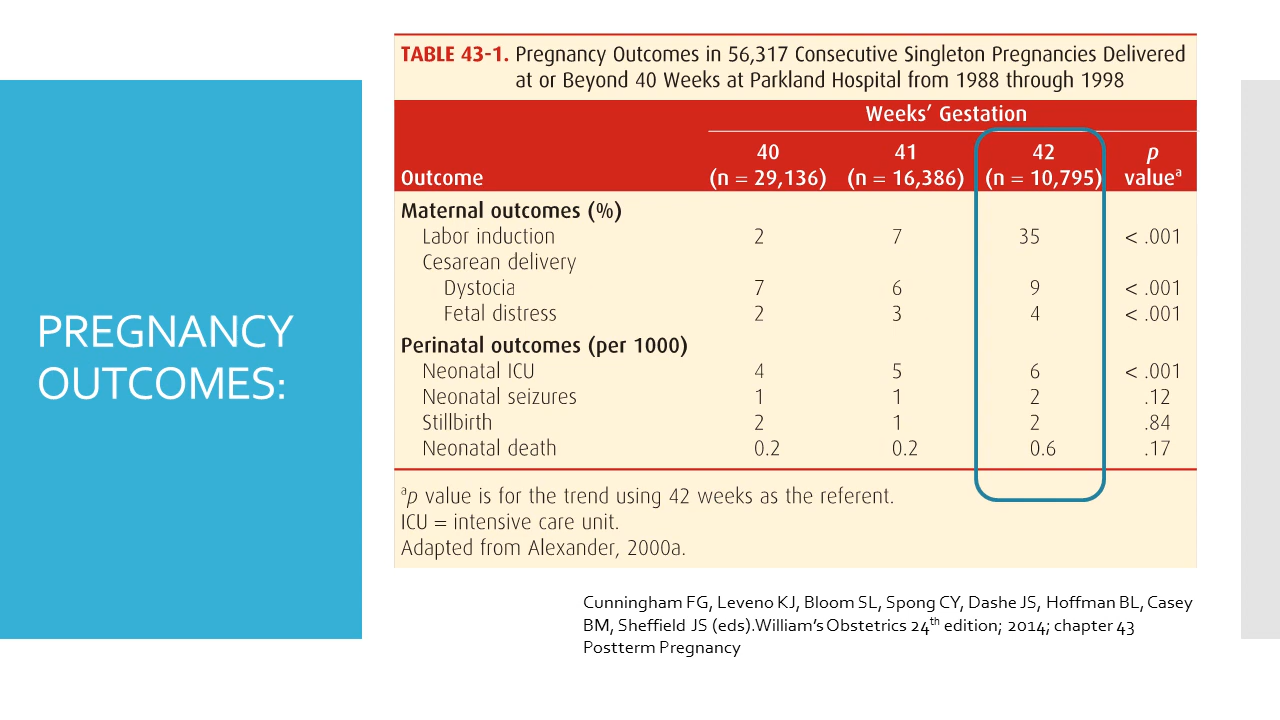 PREGNANCY
OUTCOMES:
TABLE 43-1. Pregnancy Outcomes in 56,317 Consecutive Singleton Pregnancies Delivered
at or Beyond 40 Weeks at Parkland Hospital from 1988 through 1998
Weeks’ Gestation
40 41 42 p
Outcome (n = 29,136) (n = 16,386) (n = 10,795) valueᵃ
Maternal outcomes (%)
Labor induction 2 7 35 < .001
Cesarean delivery
Dystocia 7 6 9 < .001
Fetal distress 2 3 4 < .001
Perinatal outcomes (per 1000)
Neonatal ICU 4 5 6 < .001
Neonatal seizures 1 1 2 .12
Stillbirth 2 1 2 .84
Neonatal death 0.2 0.2 0.6 .17
ᵃp value is for the trend using 42 weeks as the referent.
ICU = intensive care unit.
Adapted from Alexander, 2000a.
Cunningham FG, Leveno KJ, Bloom SL, Spong CY, Dashe JS, Hoffman BL, Casey
BM, Sheffield JS (eds).William’s Obstetrics 24th edition; 2014; chapter 43
Postterm Pregnancy